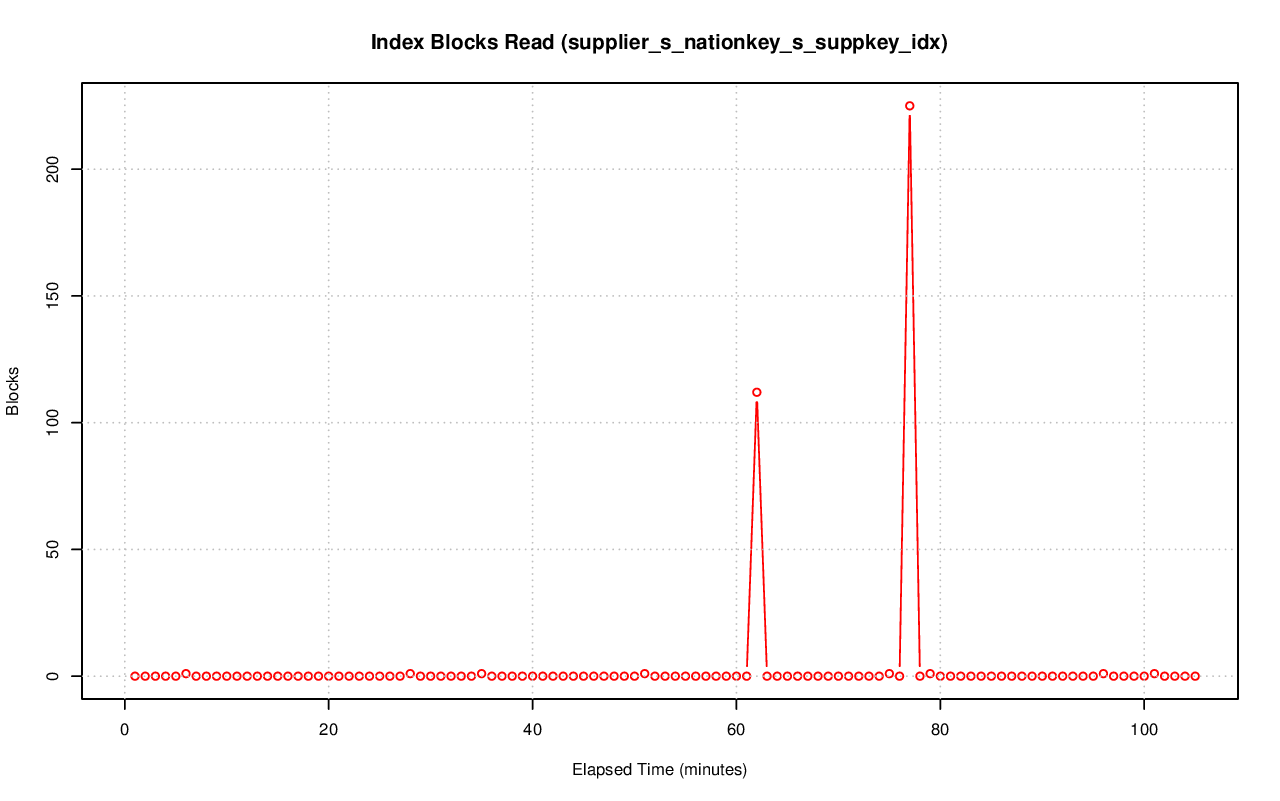 Index Blocks Read (supplier_s_nationkey_s_suppkey_idx)
Blocks
200
150
100
50
0
0 20 40 60 80 100
Elapsed Time (minutes)